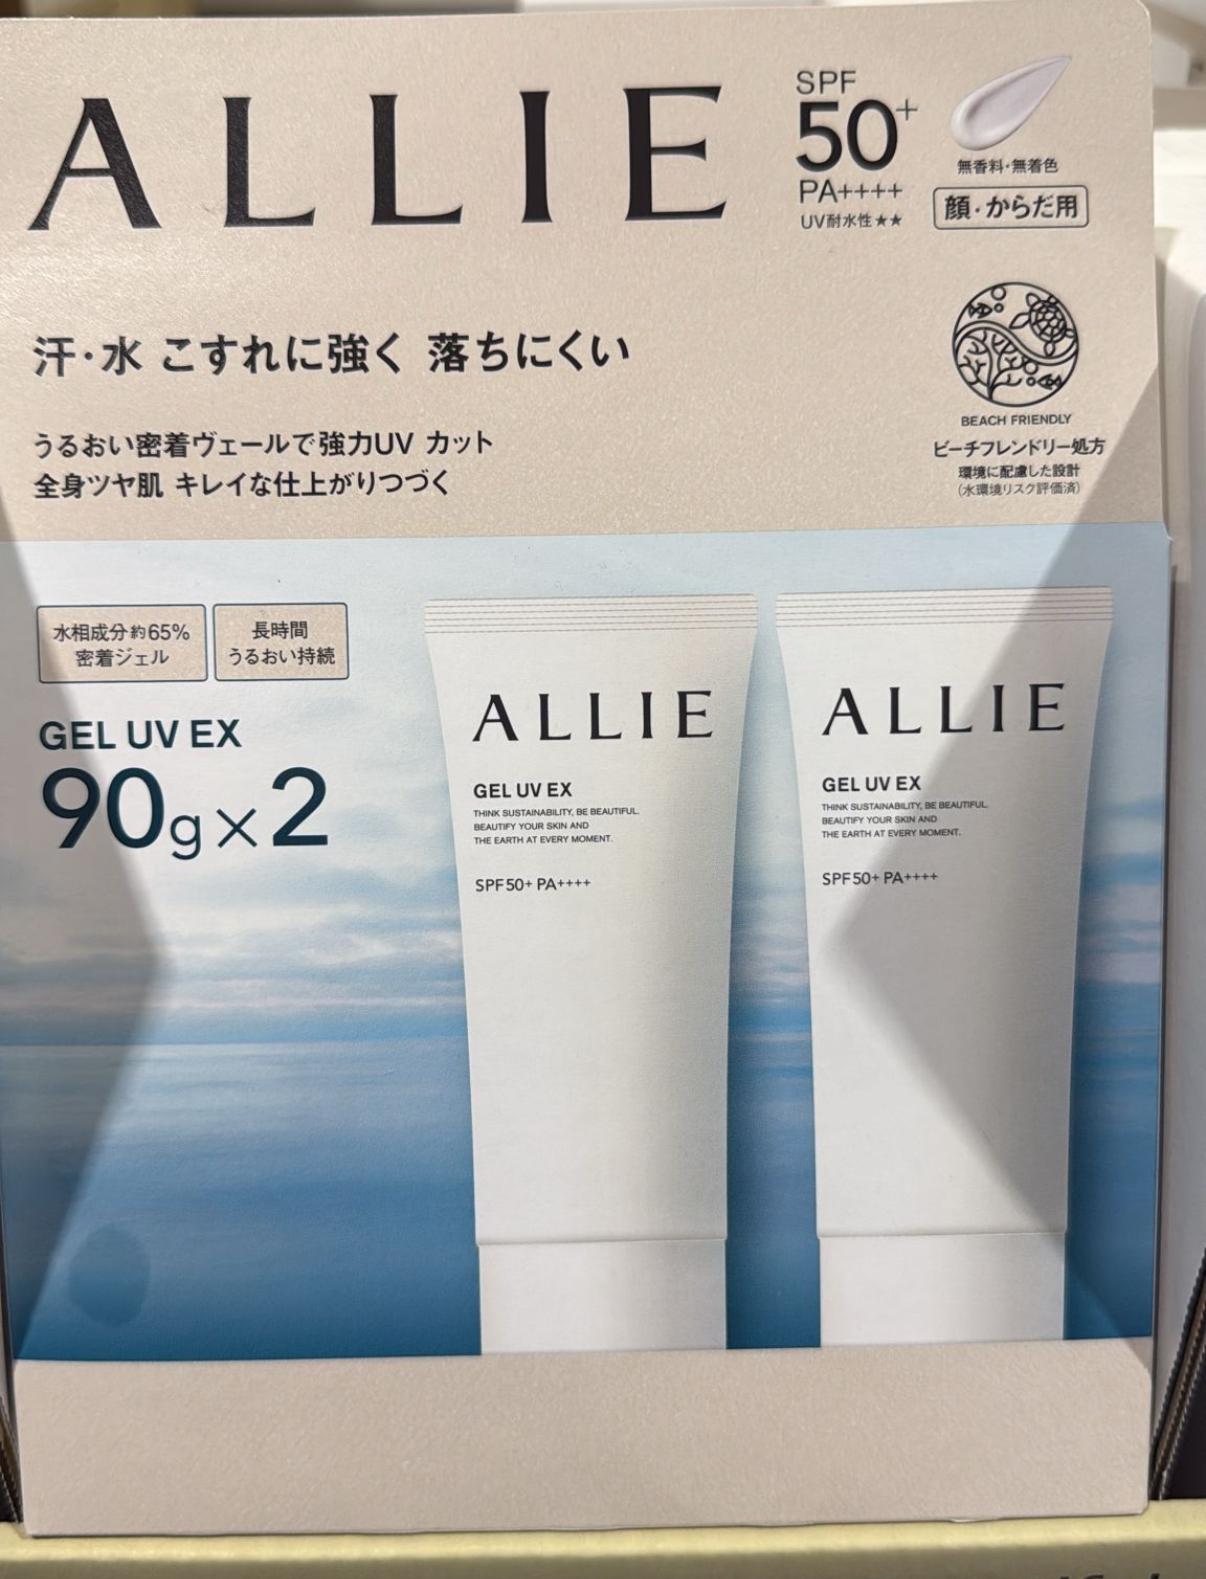 ALLIE
SPF
50+
PA++++
UV耐水性★★
無香料・無着色
顔・からだ用
汗・水 こすれに強く 落ちにくい
BEACH FRIENDLY
ビーチフレンドリー処方
環境に配慮した設計
(水環境リスク評価済)
うるおい密着ヴェールで強力UV カット
全身ツヤ肌 キレイな仕上がりつづく
水相成分約65%
密着ジェル
長時間
うるおい持続
GEL UV EX
90g×2
ALLIE
GEL UV EX
THINK SUSTAINABILITY, BE BEAUTIFUL.
BEAUTIFY YOUR SKIN AND
THE EARTH AT EVERY MOMENT.
SPF50+ PA++++
ALLIE
GEL UV EX
THINK SUSTAINABILITY, BE BEAUTIFUL.
BEAUTIFY YOUR SKIN AND
THE EARTH AT EVERY MOMENT.
SPF50+ PA++++